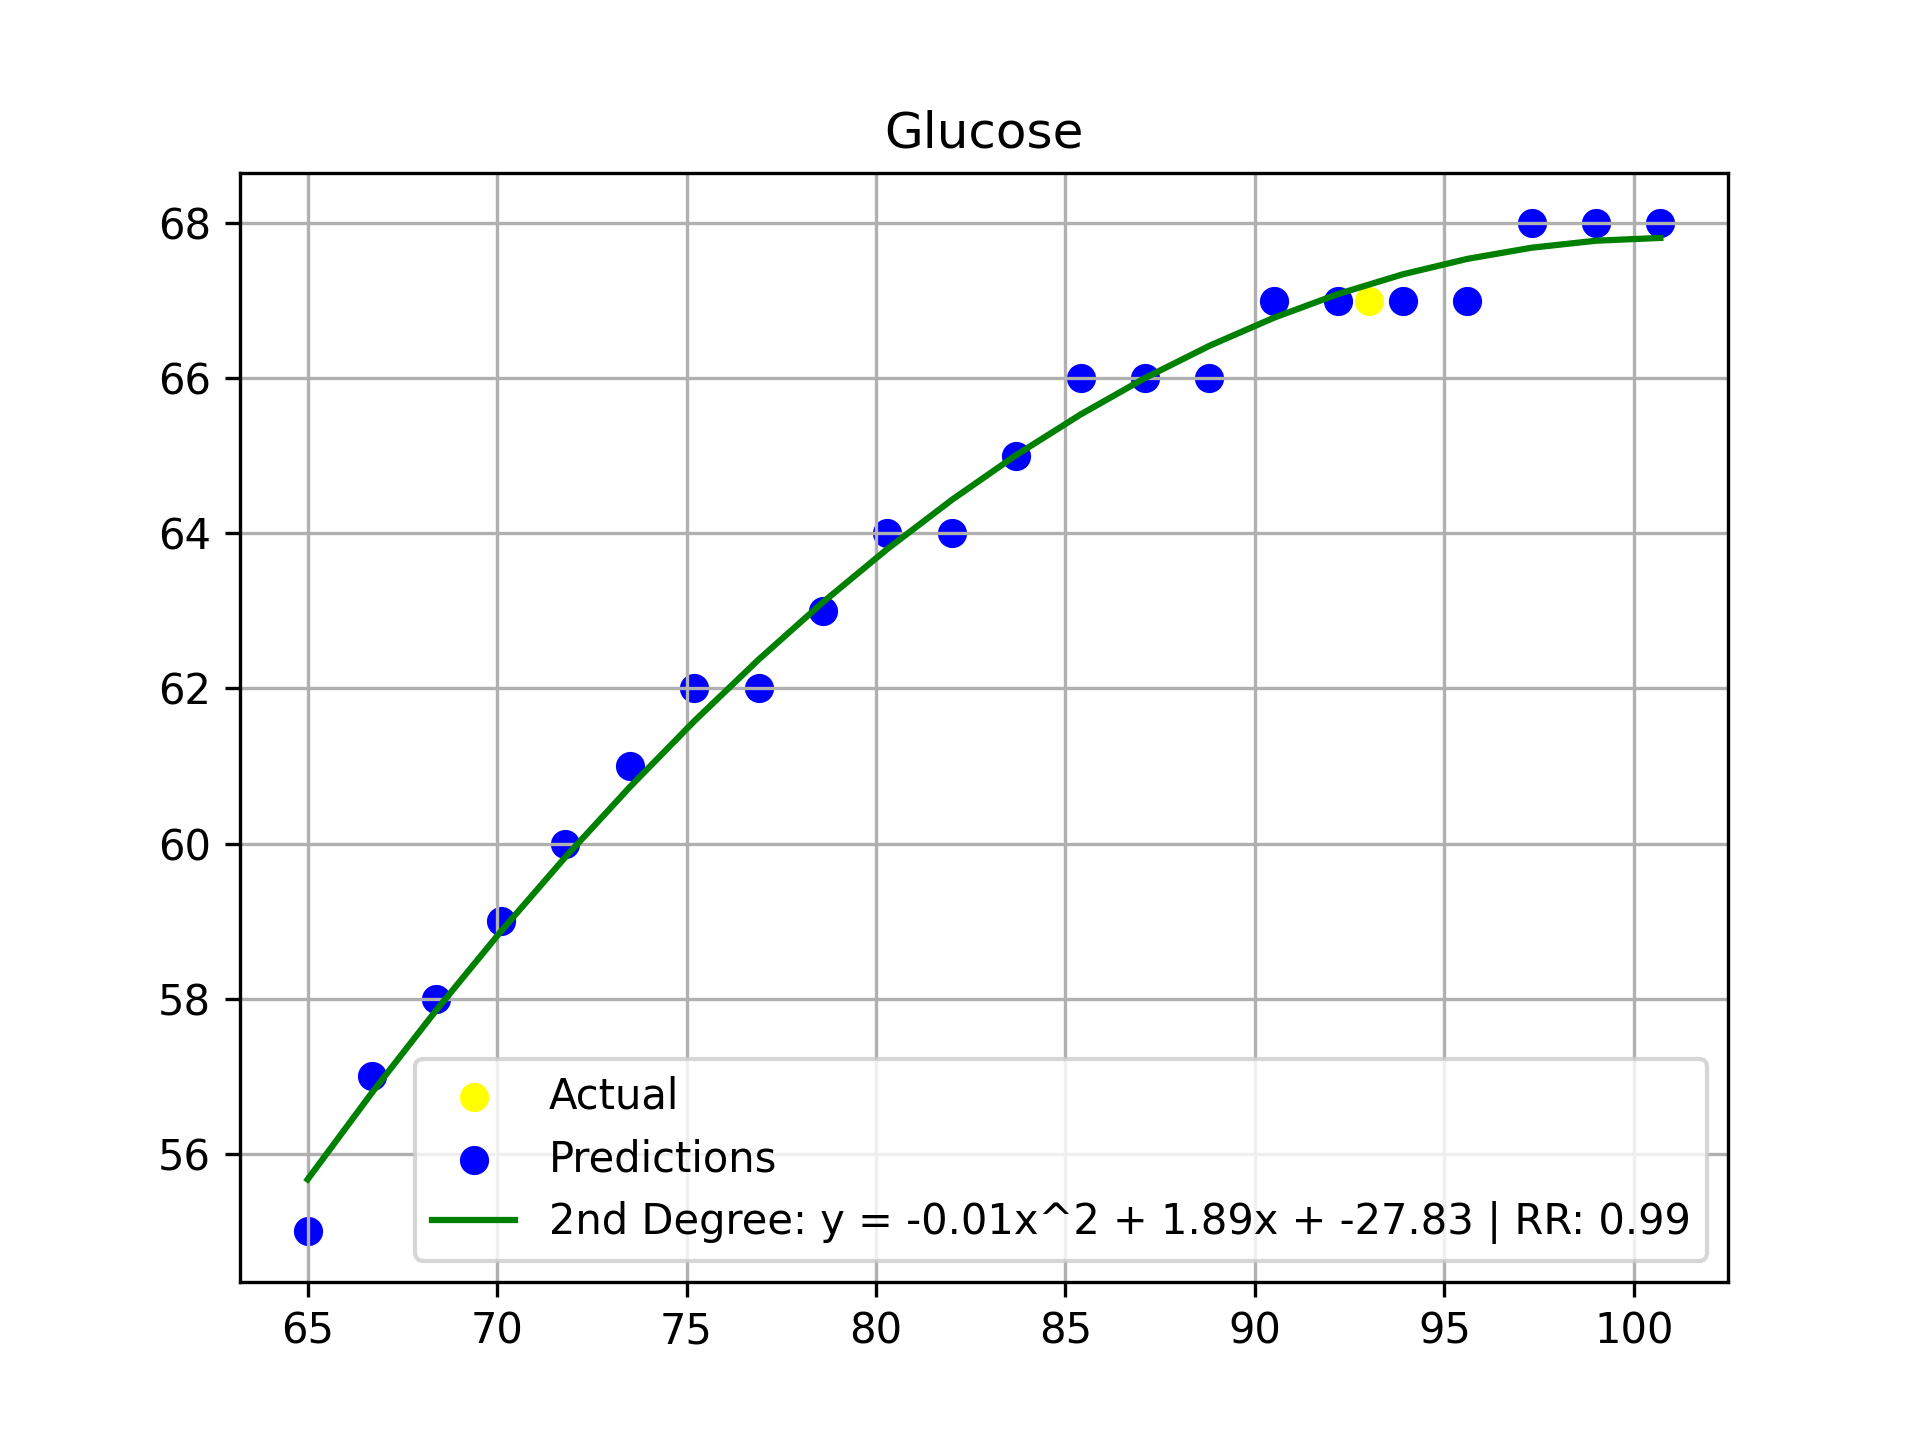 Glucose
68
66
64
62
60
58
56
Actual
Predictions
2nd Degree: y = -0.01x^2 + 1.89x + -27.83 | RR: 0.99
65 70 75 80 85 90 95 100